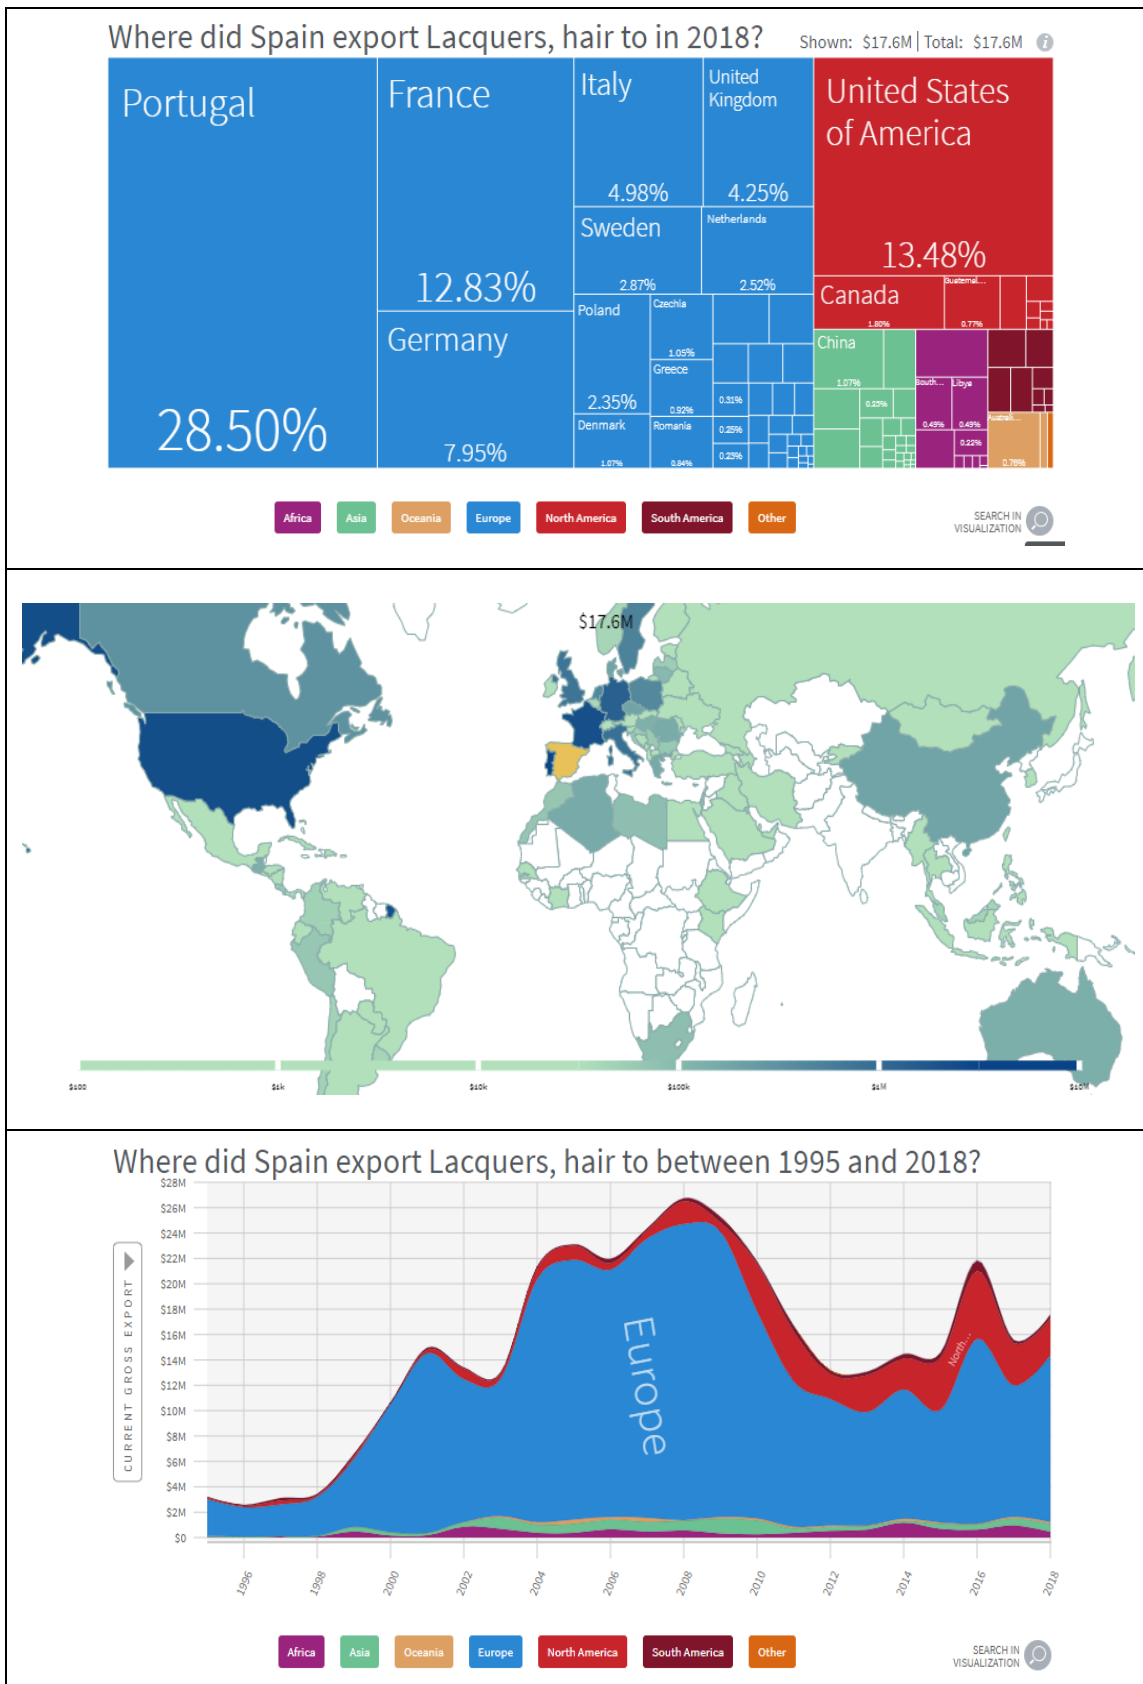 Where did Spain export Lacquers, hair to in 2018?
Shown: $17.6M | Total: $17.6M
Portugal
28.50%
France
12.83%
Germany
7.95%
Italy
4.98%
United
Kingdom
4.25%
Sweden
2.87%
Netherlands
2.52%
Poland
2.35%
Denmark
1.07%
Czechia
1.05%
Greece
0.92%
Romania
0.84%
0.31%
0.25%
0.23%
United States
of America
13.48%
Canada
1.80%
Guatemal...
0.77%
China
1.07%
0.23%
South...
0.49%
Libya
0.49%
0.22%
Australi...
0.76%
Africa
Asia
Oceania
Europe
North America
South America
Other
SEARCH IN
VISUALIZATION
$17.6M
$100
$1k
$10k
$100k
$1M
$10M
Where did Spain export Lacquers, hair to between 1995 and 2018?
CURRENT GROSS EXPORT
$28M
$26M
$24M
$22M
$20M
$18M
$16M
$14M
$12M
$10M
$8M
$6M
$4M
$2M
$0
Europe
North...
1996
1998
2000
2002
2004
2006
2008
2010
2012
2014
2016
2018
Africa
Asia
Oceania
Europe
North America
South America
Other
SEARCH IN
VISUALIZATION